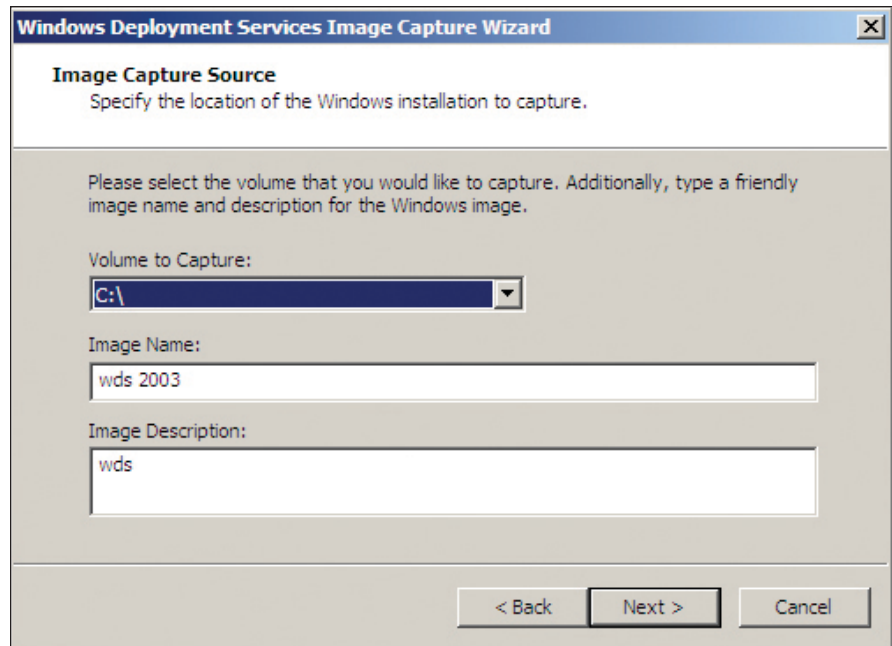 Windows Deployment Services Image Capture Wizard
Image Capture Source
Specify the location of the Windows installation to capture.
Please select the volume that you would like to capture. Additionally, type a friendly
image name and description for the Windows image.
Volume to Capture:
C:\
Image Name:
wds 2003
Image Description:
wds
< Back
Next >
Cancel